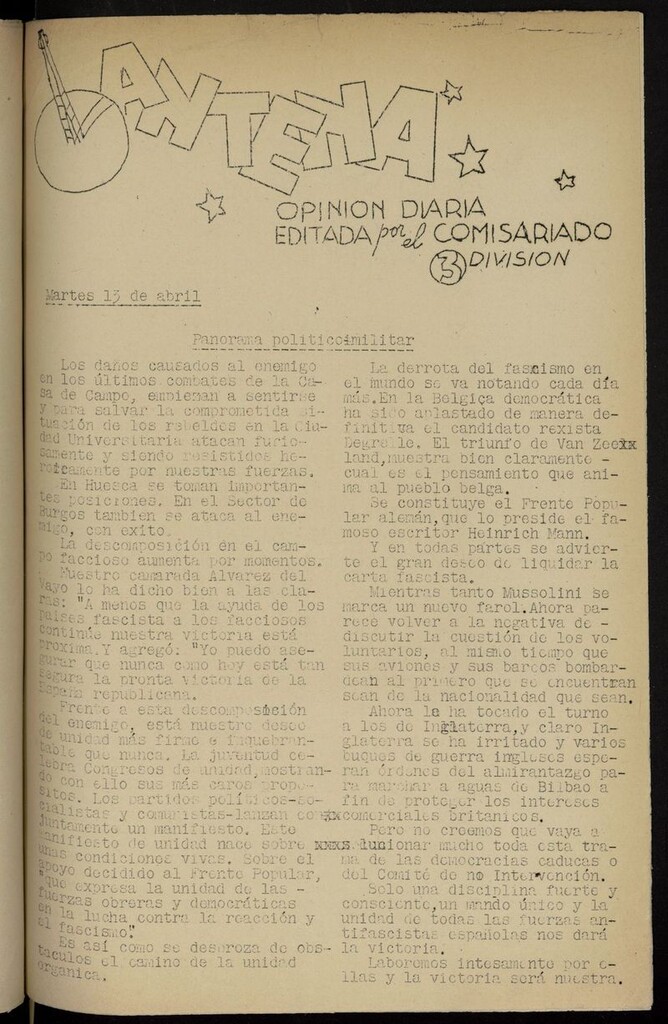 ANTENA
OPINION DIARIA
EDITADA por el COMISARIADO
3 DIVISION
Martes 13 de abril
Panorama politico-militar
Los daños causados al enemigo
en los últimos combates de la Ca-
sa de Campo, empiezan a sentirse
y para salvar la comprometida si-
tuación de los rebeldes en la Ciu-
dad Universitaria atacan furio-
samente y siendo resistidos he-
roicamente por nuestras fuerzas.
En Huesca se toman importan-
tes posiciones. En el Sector de
Burgos tambien se ataca al ene-
migo, con exito.
La descomposición en el cam-
po faccioso aumenta por momentos.
Nuestro camarada Alvarez del
Vayo lo ha dicho bien a las cla-
ras: "A menos que la ayuda de los
países fascista a los facciosos
continúe nuestra victoria está
proxima.Y agregó: "Yo puedo ase-
gurar que nunca como hoy está tan
segura la pronta victoria de la
España republicana.
Frente a esta descomposición
del enemigo, está nuestro deseo
de unidad más firme e inquebran-
table que nunca. La juventud ce-
lebra Congresos de unidad,mostran-
do con ello sus más caros propo-
sitos. Los partidos políticos-so-
cialistas y comunistas-lanzan con
juntamente un manifiesto. Este
manifiesto de unidad nace sobre
unas condiciones vivas. Sobre el
apoyo decidido al Frente Popular,
"que expresa la unidad de las -
fuerzas obreras y democráticas
en la lucha contra la reacción y
el fascismo".
Es así como se desbroza de obs-
taculos el camino de la unidad
organica.
La derrota del fascismo en
el mundo se va notando cada día
más.En la Belgiça democrática
ha sido aplastado de manera de-
finitiva el candidato rexista
Degrelle. El triunfo de Van Zeexx
land,muestra bien claramente -
cual es el pensamiento que ani-
ma al pueblo belga.
Se constituye el Frente Popu-
lar alemán,que lo preside el fa-
moso escritor Heinrich Mann.
Y en todas partes se advier-
te el gran deseo de liquidar la
carta fascista.
Mientras tanto Mussolini se
marca un nuevo farol.Ahora pa-
rece volver a la negativa de -
discutir la cuestión de los vo-
luntarios, al mismo tiempo que
sus aviones y sus barcos bombar-
dean al primero que se encuentran
sean de la nacionalidad que sean.
Ahora le ha tocado el turno
a los de Inglaterra,y claro In-
glaterra se ha irritado y varios
buques de guerra ingleses espe-
ran órdenes del almirantazgo pa-
ra marchar a aguas de Bilbao a
fin de proteger los intereses
comerciales britanicos.
Pero no creemos que vaya a
xxxs lucionar mucho toda esta tra-
ma de las democracias caducas o
del Comité de no Intervención.
Solo una disciplina fuerte y
consciente,un mando único y la
unidad de todas las fuerzas an-
tifascistas españolas nos dará
la victoria.
Laboremos intesamente por e-
llas y la victoria será nuestra.